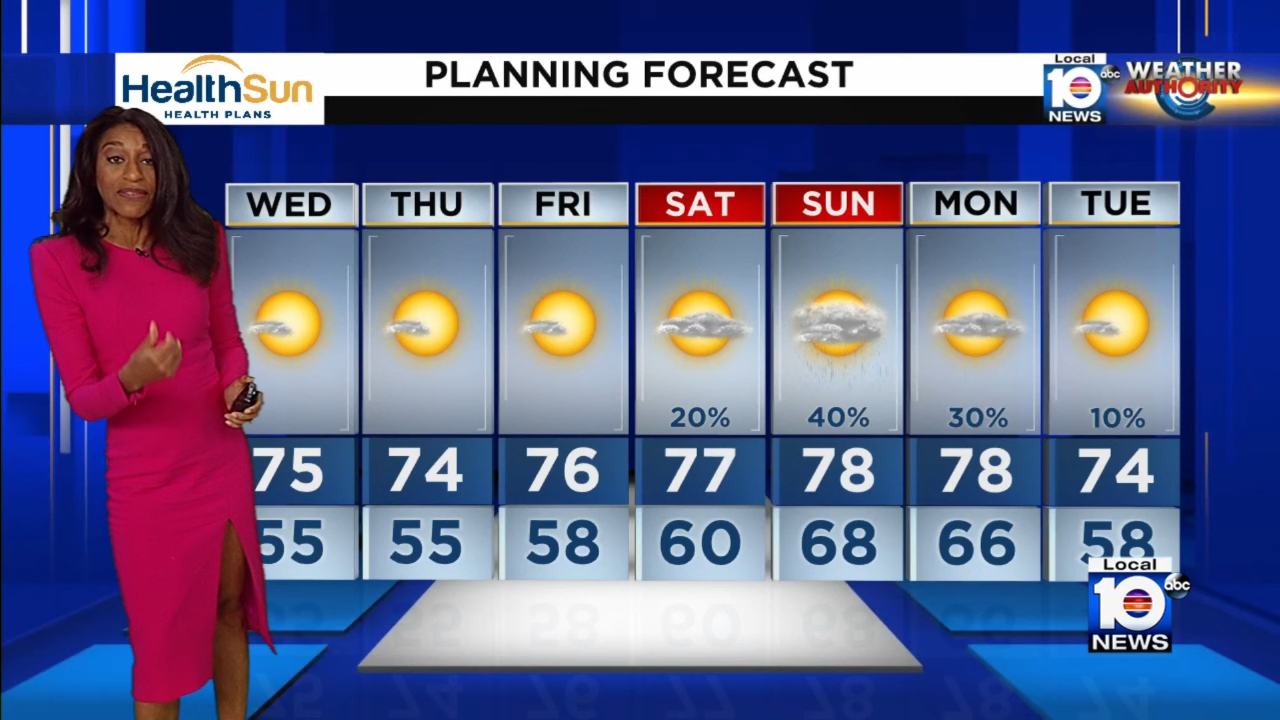 HealthSun
HEALTH PLANS
PLANNING FORECAST
Local
10 abc
NEWS
WEATHER
AUTHORITY
WED THU FRI SAT SUN MON TUE
20% 40% 30% 10%
75 74 76 77 78 78 74
55 55 58 60 68 66 58
Local
10 abc
NEWS